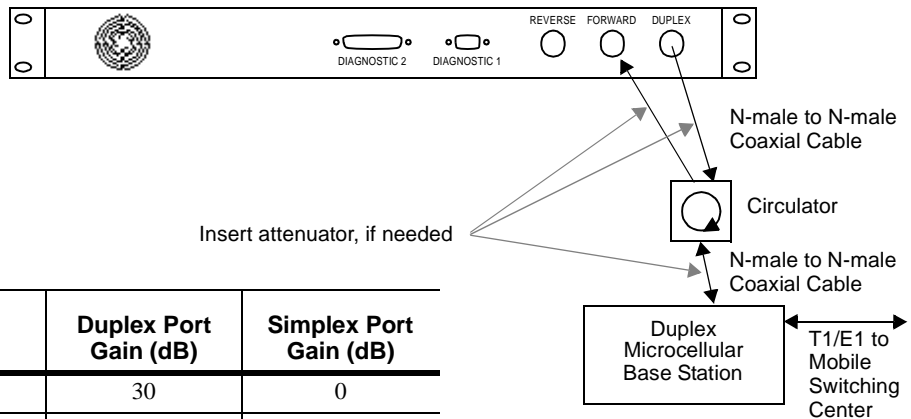 REVERSE FORWARD DUPLEX
DIAGNOSTIC 2 DIAGNOSTIC 1
N-male to N-male
Coaxial Cable
Circulator
Insert attenuator, if needed
N-male to N-male
Coaxial Cable
Duplex
Microcellular
Base Station
T1/E1 to
Mobile
Switching
Center
Duplex Port
Gain (dB)
Simplex Port
Gain (dB)
30 0